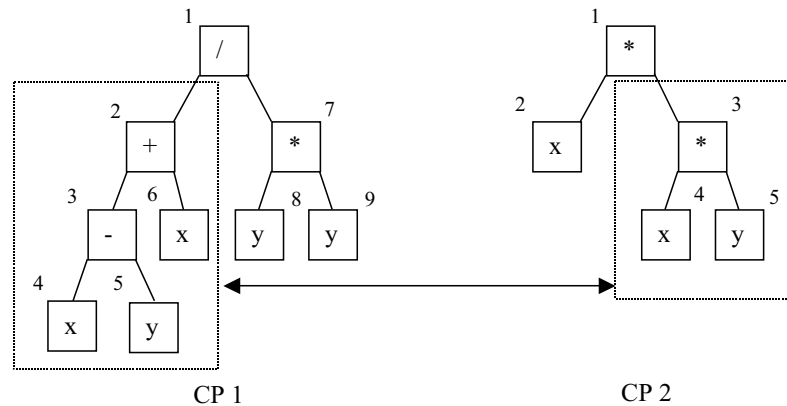 1 1
/ *
2 7 2 3
+ * x *
3 6 8 9 4 5
- x y y x y
4 5
x y
CP 1 CP 2